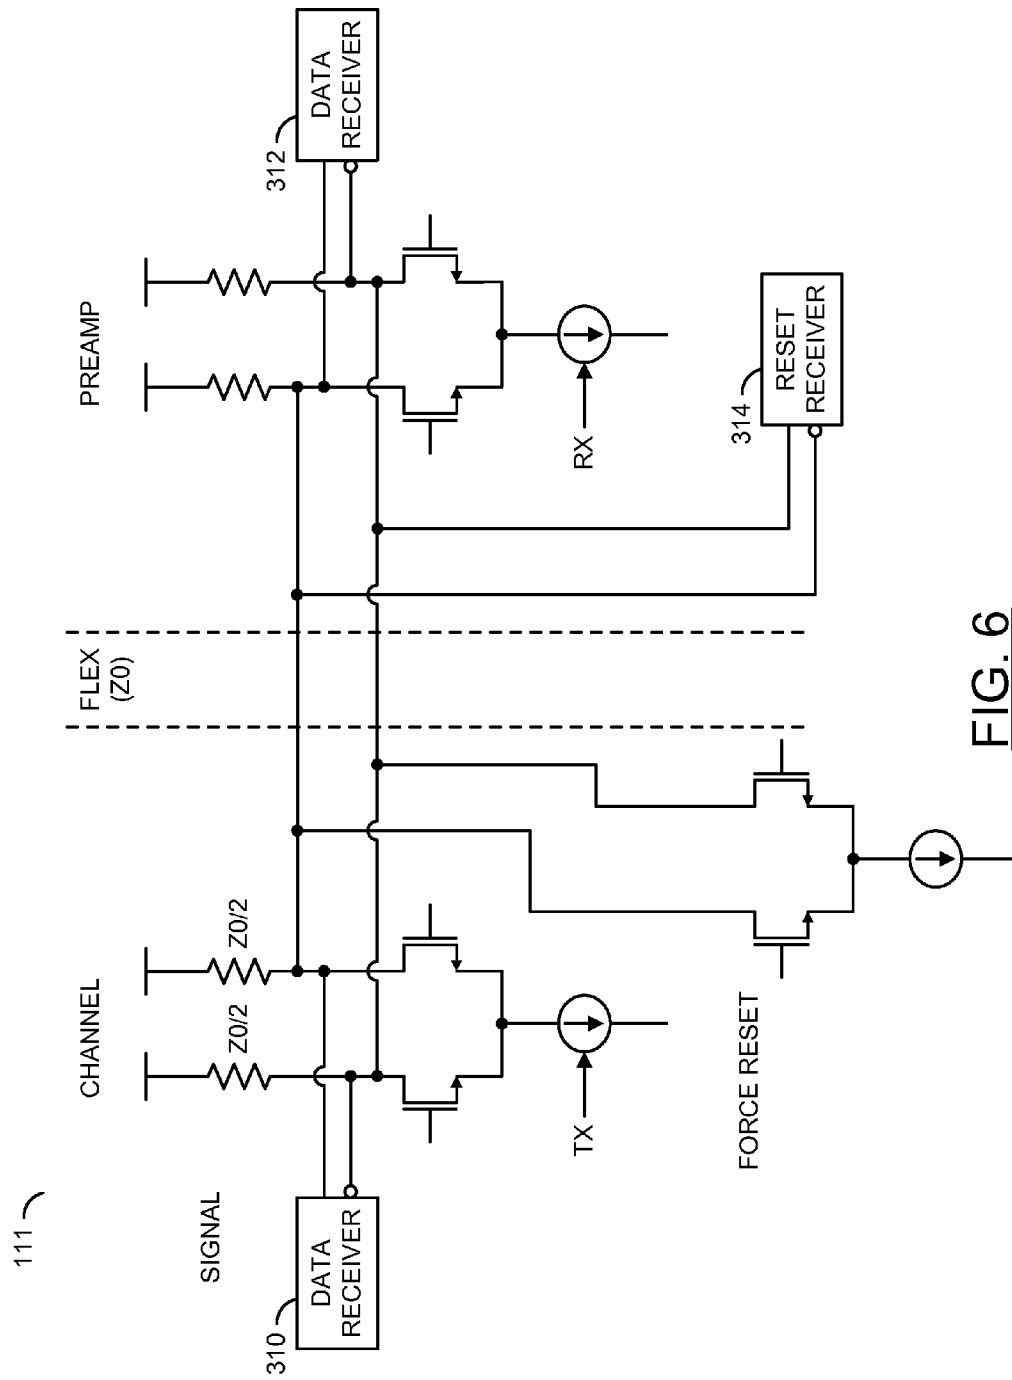 111
CHANNEL
FLEX
(Z0)
PREAMP
SIGNAL
Z0/2
Z0/2
310
DATA
RECEIVER
312
DATA
RECEIVER
TX
RX
FORCE RESET
314
RESET
RECEIVER
FIG. 6